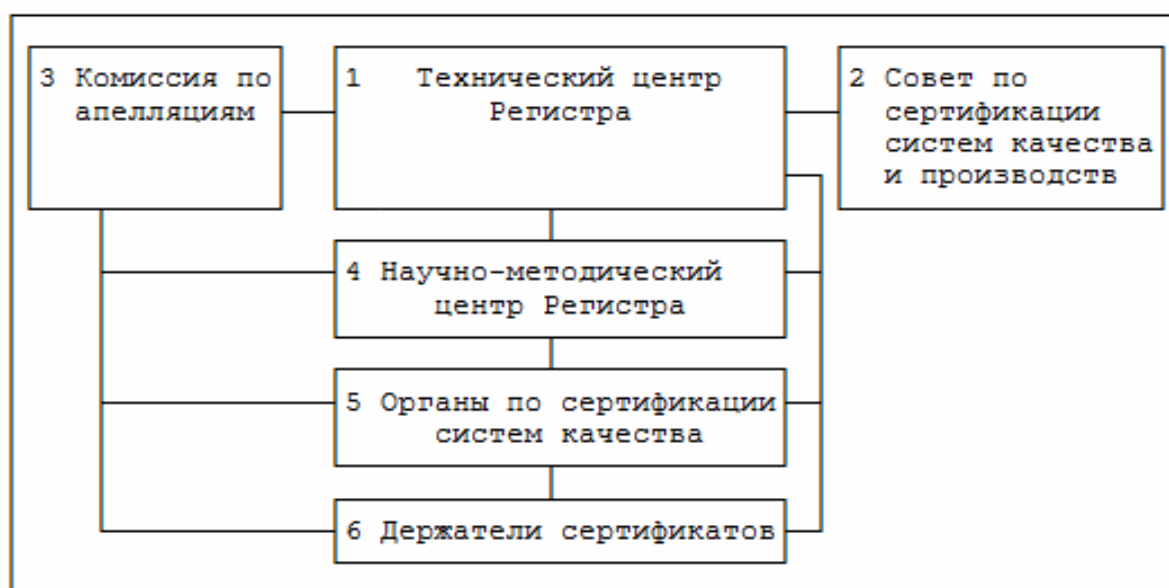 3 Комиссия по
апелляциям
1 Технический центр
Регистра
2 Совет по
сертификации
систем качества
и производств
4 Научно-методический
центр Регистра
5 Органы по сертификации
систем качества
6 Держатели сертификатов